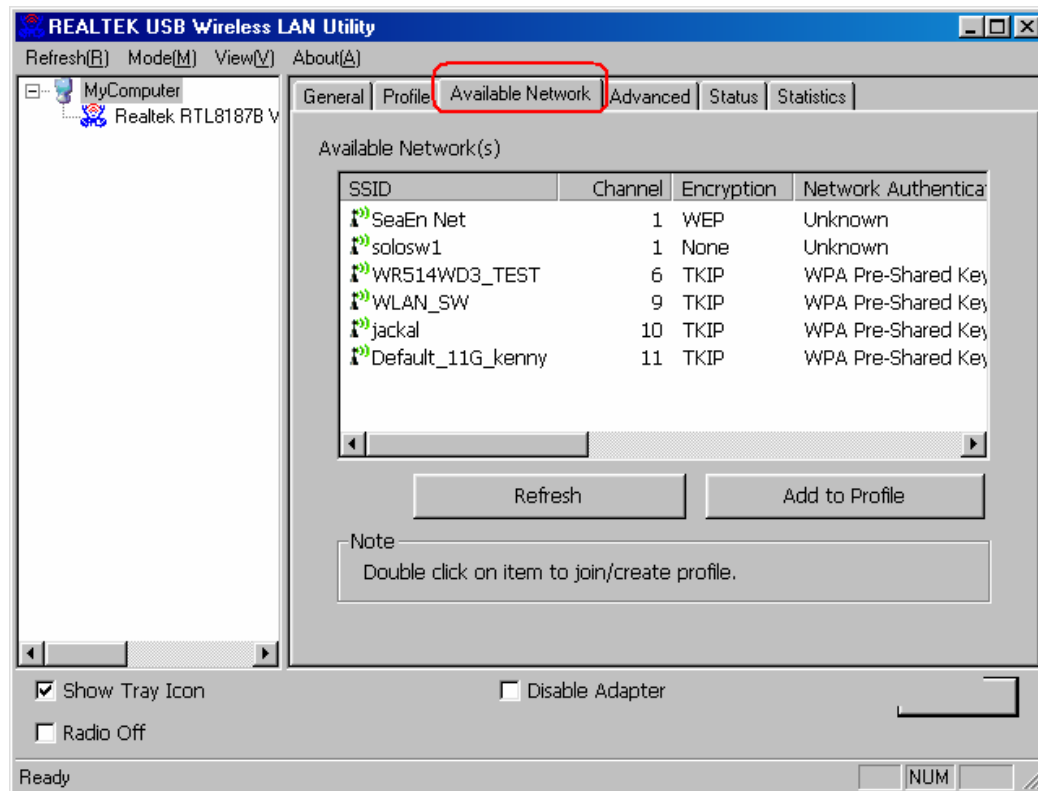 REALTEK USB Wireless LAN Utility
Refresh(R) Mode(M) View(V) About(A)
MyComputer
Realtek RTL8187B V
General Profile Available Network Advanced Status Statistics
Available Network(s)
SSID Channel Encryption Network Authentica
SeaEn Net 1 WEP Unknown
solosw1 1 None Unknown
WR514WD3_TEST 6 TKIP WPA Pre-Shared Key
WLAN_SW 9 TKIP WPA Pre-Shared Key
jackal 10 TKIP WPA Pre-Shared Key
Default_11G_kenny 11 TKIP WPA Pre-Shared Key
Refresh Add to Profile
Note
Double click on item to join/create profile.
Show Tray Icon Disable Adapter
Radio Off
Ready NUM